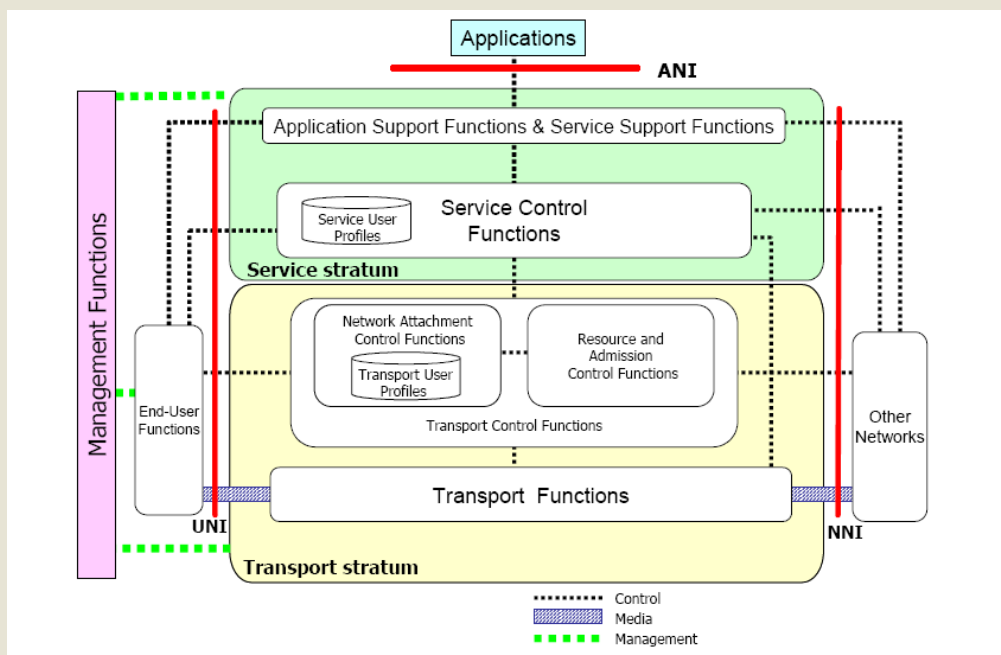 Applications
ANI
Management Functions
Application Support Functions & Service Support Functions
Service User
Profiles
Service Control
Functions
Service stratum
Network Attachment
Control Functions
Transport User
Profiles
Resource and
Admission
Control Functions
Transport Control Functions
End-User
Functions
Other
Networks
Transport Functions
UNI
NNI
Transport stratum
Control
Media
Management